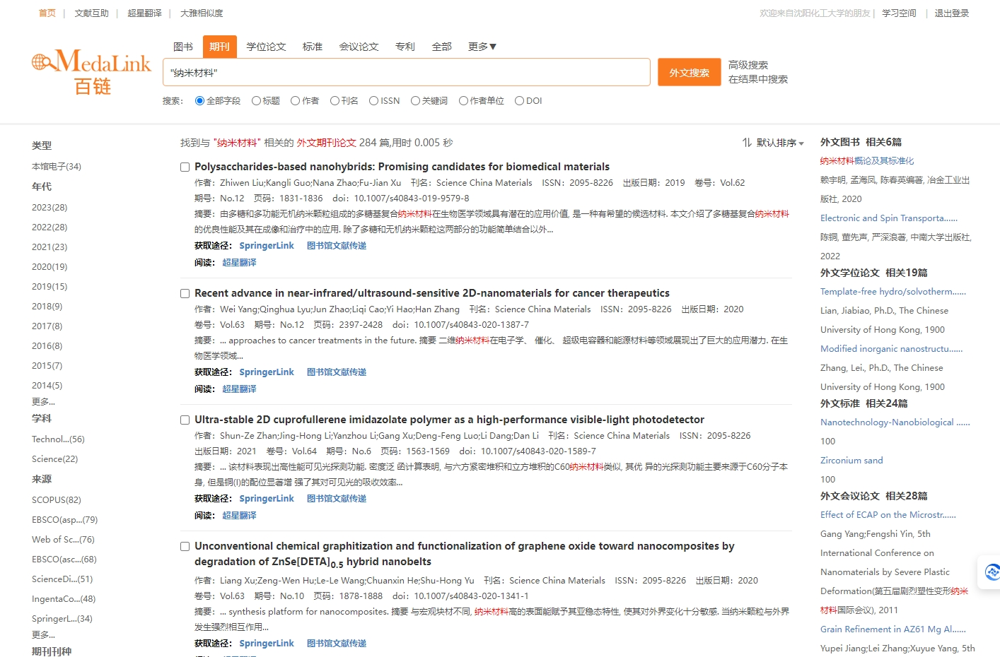 首页 | 文献互助 | 超星翻译 | 大雅相似度
欢迎来自沈阳化工大学的朋友 | 学习空间 | 退出登录
MedaLink
百链
图书 期刊 学位论文 标准 会议论文 专利 全部 更多▼
"纳米材料"
外文搜索
高级搜索
在结果中搜索
搜索： 全部字段 标题 作者 刊名 ISSN 关键词 作者单位 DOI
类型
本馆电子(34)
年代
2023(28)
2022(28)
2021(23)
2020(19)
2019(15)
2018(9)
2017(8)
2016(8)
2015(7)
2014(5)
更多...
学科
Technol...(56)
Science(22)
来源
SCOPUS(82)
EBSCO(asp...(79)
Web of Sc...(76)
EBSCO(asc...(68)
ScienceDi...(51)
IngentaCo...(48)
SpringerL...(34)
更多...
期刊刊种
找到与 "纳米材料" 相关的 外文期刊论文 284 篇,用时 0.005 秒
默认排序
Polysaccharides-based nanohybrids: Promising candidates for biomedical materials
作者：Zhiwen Liu;Kangli Guo;Nana Zhao;Fu-Jian Xu 刊名：Science China Materials ISSN：2095-8226 出版日期：2019 卷号：Vol.62
期号：No.12 页码：1831-1836 doi：10.1007/s40843-019-9579-8
摘要：由多糖和多功能无机纳米颗粒组成的多糖基复合纳米材料在生物医学领域具有潜在的应用价值, 是一种有希望的候选材料. 本文介绍了多糖基复合纳米材料
的优良性能及其在成像和治疗中的应用. 除了多糖和无机纳米颗粒这两部分的功能简单结合以外...
获取途径： SpringerLink 图书馆文献传递
阅读： 超星翻译
Recent advance in near-infrared/ultrasound-sensitive 2D-nanomaterials for cancer therapeutics
作者：Wei Yang;Qinghua Lyu;Jun Zhao;Liqi Cao;Yi Hao;Han Zhang 刊名：Science China Materials ISSN：2095-8226 出版日期：2020
卷号：Vol.63 期号：No.12 页码：2397-2428 doi：10.1007/s40843-020-1387-7
摘要：... approaches to cancer treatments in the future. 摘要 二维纳米材料在电子学、 催化、 超级电容器和能源材料等领域展现出了巨大的应用潜力. 在生
物医学领域...
获取途径： SpringerLink 图书馆文献传递
阅读： 超星翻译
Ultra-stable 2D cuprofullerene imidazolate polymer as a high-performance visible-light photodetector
作者：Shun-Ze Zhan;Jing-Hong Li;Yanzhou Li;Gang Xu;Deng-Feng Luo;Li Dang;Dan Li 刊名：Science China Materials ISSN：2095-8226
出版日期：2021 卷号：Vol.64 期号：No.6 页码：1563-1569 doi：10.1007/s40843-020-1589-7
摘要：... 该材料表现出高性能可见光探测功能. 密度泛 函计算表明, 与六方紧密堆积和立方堆积的C60纳米材料类似, 其优 异的光探测功能主要来源于C60分子本
身, 但是铜(I)的配位显著增 强了其对可见光的吸收效率...
获取途径： SpringerLink 图书馆文献传递
阅读： 超星翻译
Unconventional chemical graphitization and functionalization of graphene oxide toward nanocomposites by
degradation of ZnSe[DETA]0.5 hybrid nanobelts
作者：Liang Xu;Zeng-Wen Hu;Le-Le Wang;Chuanxin He;Shu-Hong Yu 刊名：Science China Materials ISSN：2095-8226 出版日期：2020
卷号：Vol.63 期号：No.10 页码：1878-1888 doi：10.1007/s40843-020-1341-1
摘要：... synthesis platform for nanocomposites. 摘要 与宏观块材不同, 纳米材料高的表面能赋予其亚稳态特性, 使其对外界变化十分敏感. 当纳米颗粒与外界
发生强烈相互作用...
获取途径： SpringerLink 图书馆文献传递
外文图书 相关6篇
纳米材料概论及其标准化
赖宇明, 孟海凤, 陈春英编著, 冶金工业出
版社, 2020
Electronic and Spin Transporta......
陈铜, 董先声, 严深浪著, 中南大学出版社,
2022
外文学位论文 相关19篇
Template-free hydro/solvotherm......
Lian, Jiabiao, Ph.D., The Chinese
University of Hong Kong, 1900
Modified inorganic nanostructu......
Zhang, Lei., Ph.D., The Chinese
University of Hong Kong, 1900
外文标准 相关24篇
Nanotechnology-Nanobiological ......
100
Zirconium sand
100
外文会议论文 相关28篇
Effect of ECAP on the Microstr......
Gang Yang;Fengshi Yin, 5th
International Conference on
Nanomaterials by Severe Plastic
Deformation(第五届剧烈塑性变形纳米
材料国际会议), 2011
Grain Refinement in AZ61 Mg Al......
Yupei Jiang;Lei Zhang;Xuyue Yang, 5th